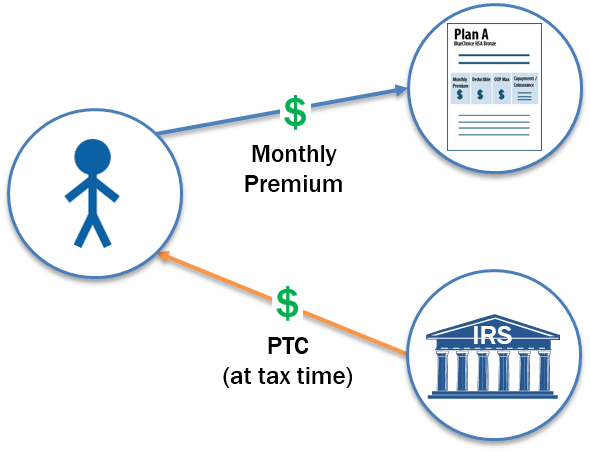 Plan A
BlueChoice HSA Bronze
Monthly Premium
Deductible
OOP Max
Copayments / Coinsurance
$
$
$
$
Monthly
Premium
$
PTC
(at tax time)
IRS